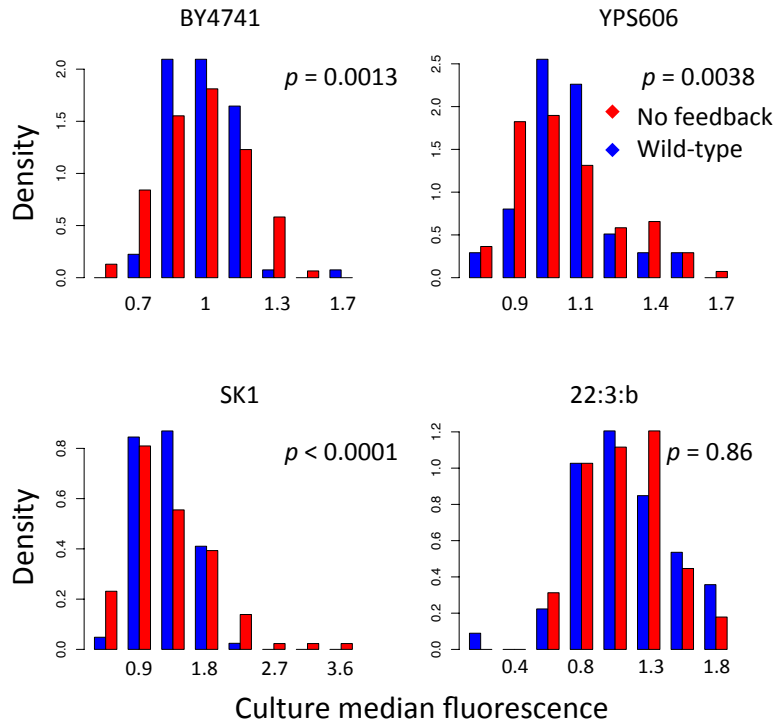 BY4741
YPS606
Density
2.0
1.5
1.0
0.5
0.0
p = 0.0013
0.7 1 1.3 1.7
2.5
2.0
1.5
1.0
0.5
0.0
p = 0.0038
No feedback
Wild-type
0.9 1.1 1.4 1.7
SK1
22:3:b
Density
0.8
0.6
0.4
0.2
0.0
p < 0.0001
0.9 1.8 2.7 3.6
1.2
1.0
0.8
0.6
0.4
0.2
0.0
p = 0.86
0.4 0.8 1.3 1.8
Culture median fluorescence